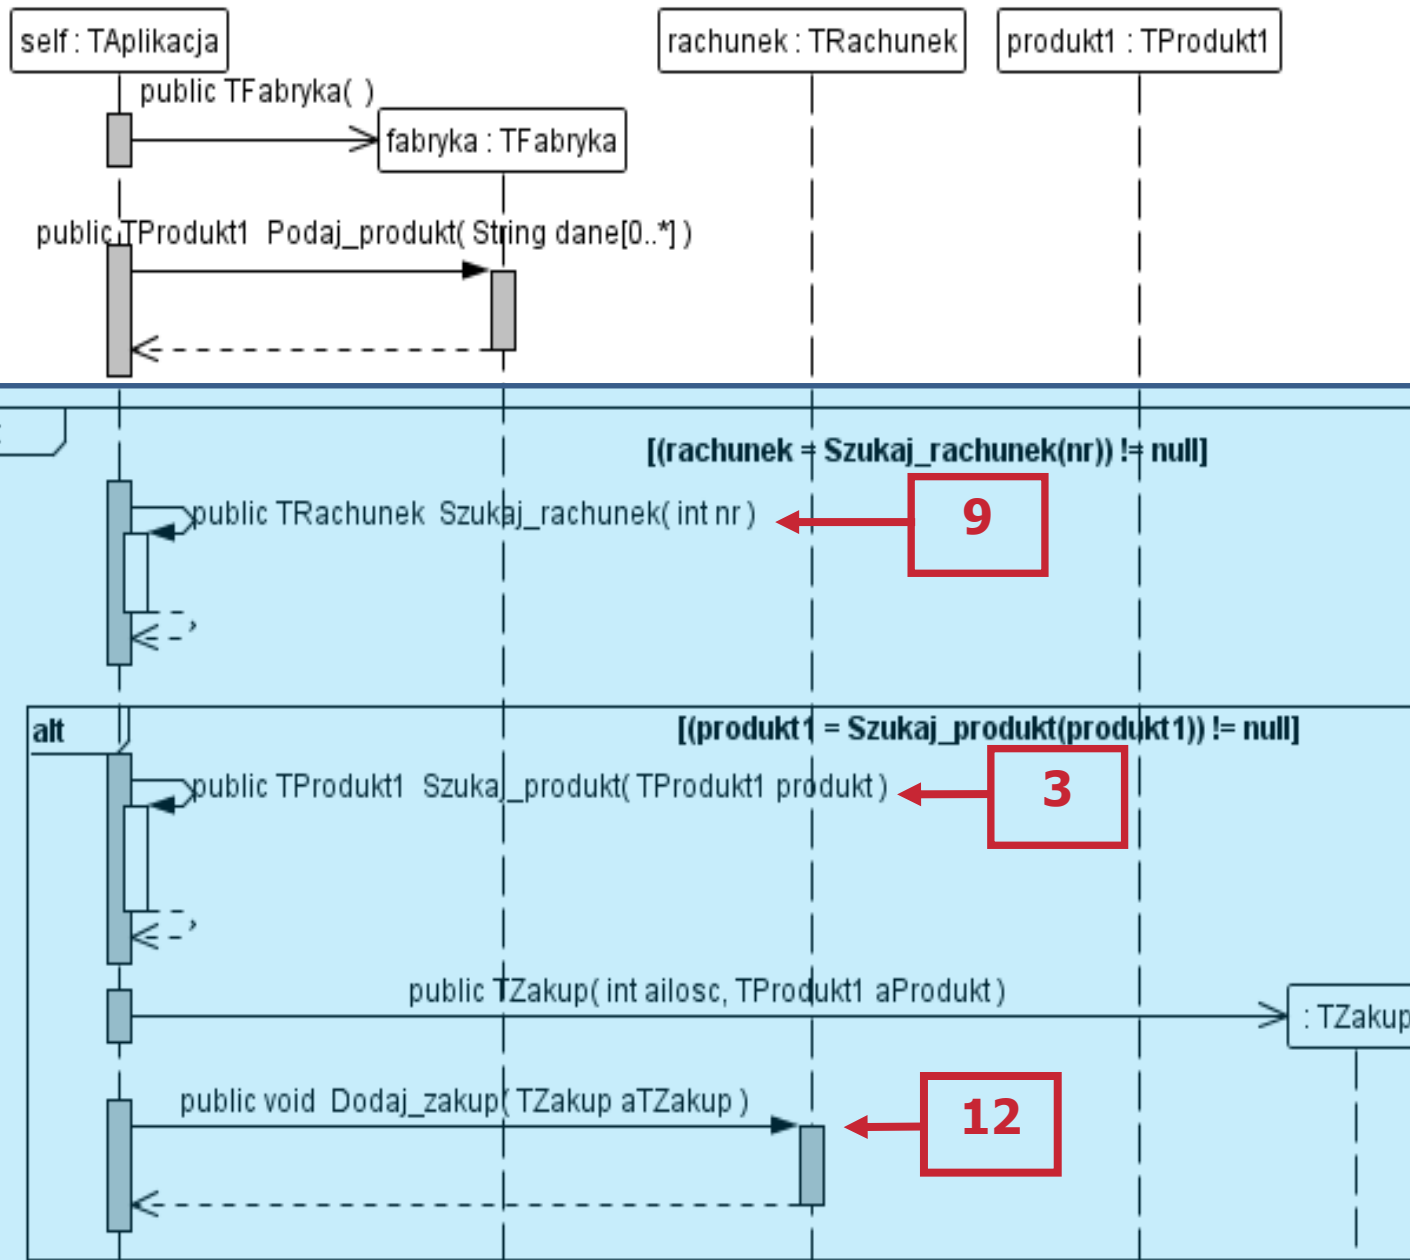 self : TAplikacja
rachunek : TRachunek
produkt1 : TProdukt1
public TFabryka( )
fabryka : TFabryka
public TProdukt1 Podaj_produkt( String dane[0..*] )
[(rachunek = Szukaj_rachunek(nr)) != null]
public TRachunek Szukaj_rachunek( int nr )
9
alt
[(produkt1 = Szukaj_produkt(produkt1)) != null]
public TProdukt1 Szukaj_produkt( TProdukt1 produkt )
3
public TZakup( int ailosc, TProdukt1 aProdukt )
: TZakup
public void Dodaj_zakup( TZakup aTZakup )
12